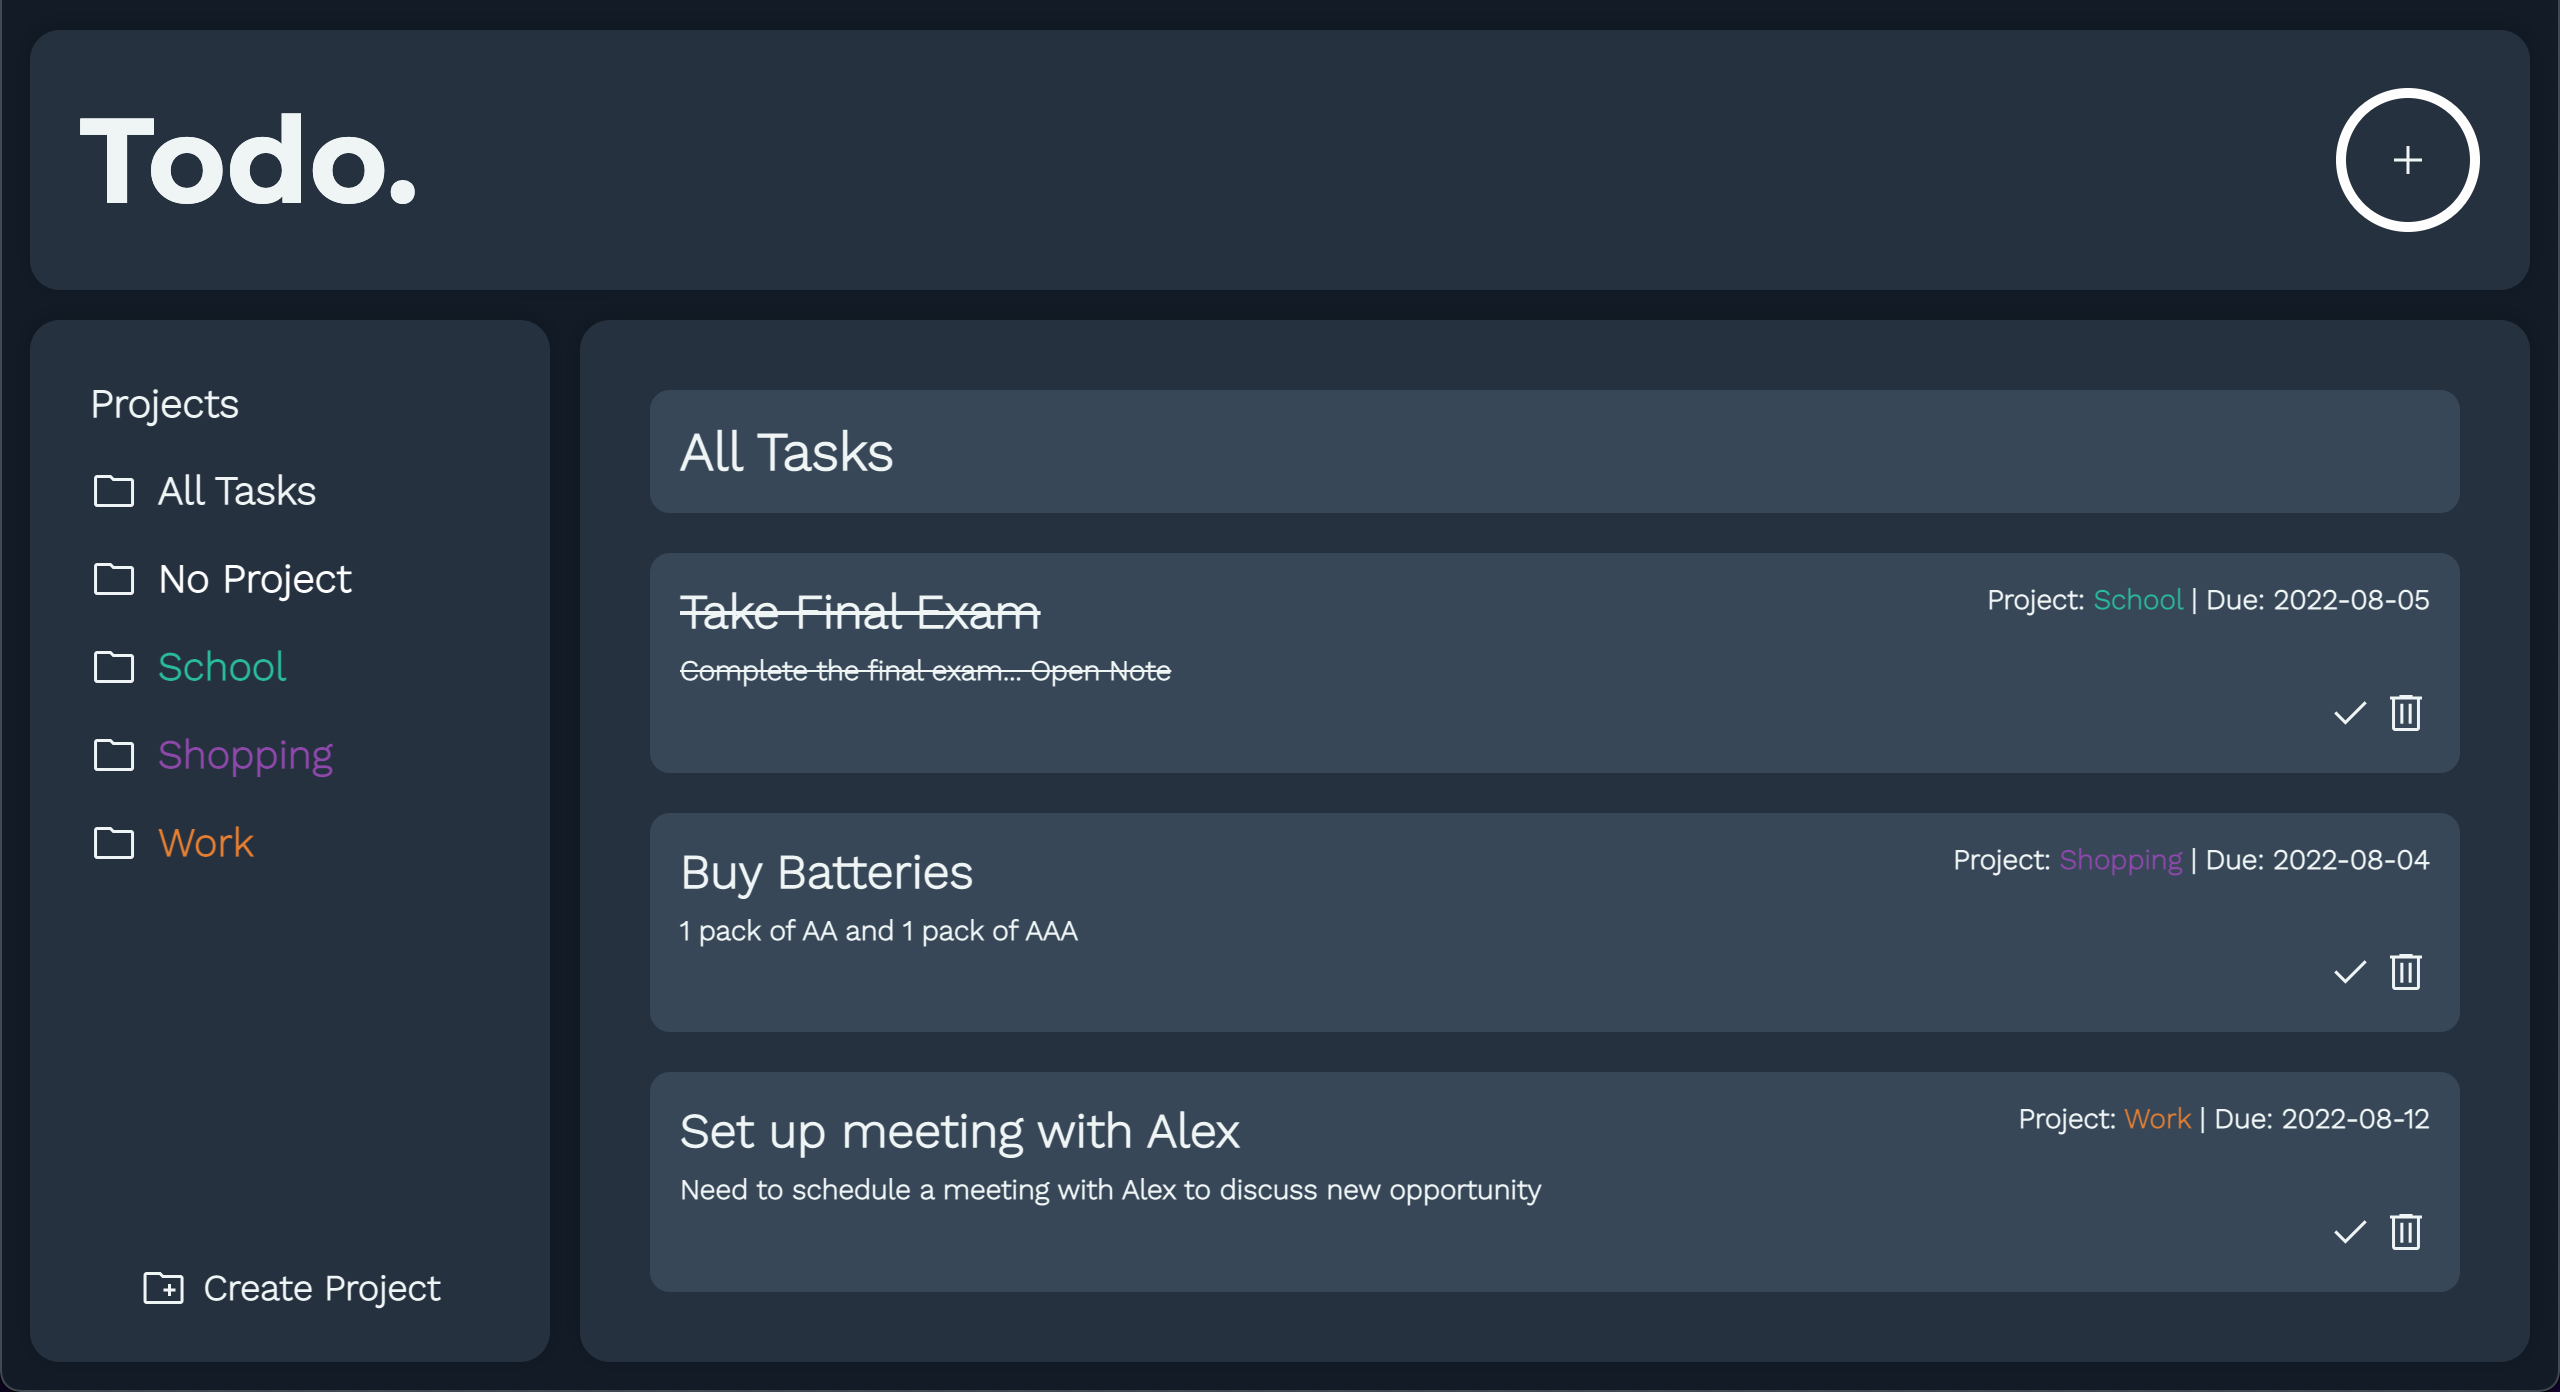 Todo.
Projects
All Tasks
No Project
School
Shopping
Work
Create Project
All Tasks
Take Final Exam
Project: School | Due: 2022-08-05
Complete the final exam... Open Note
Buy Batteries
Project: Shopping | Due: 2022-08-04
1 pack of AA and 1 pack of AAA
Set up meeting with Alex
Project: Work | Due: 2022-08-12
Need to schedule a meeting with Alex to discuss new opportunity